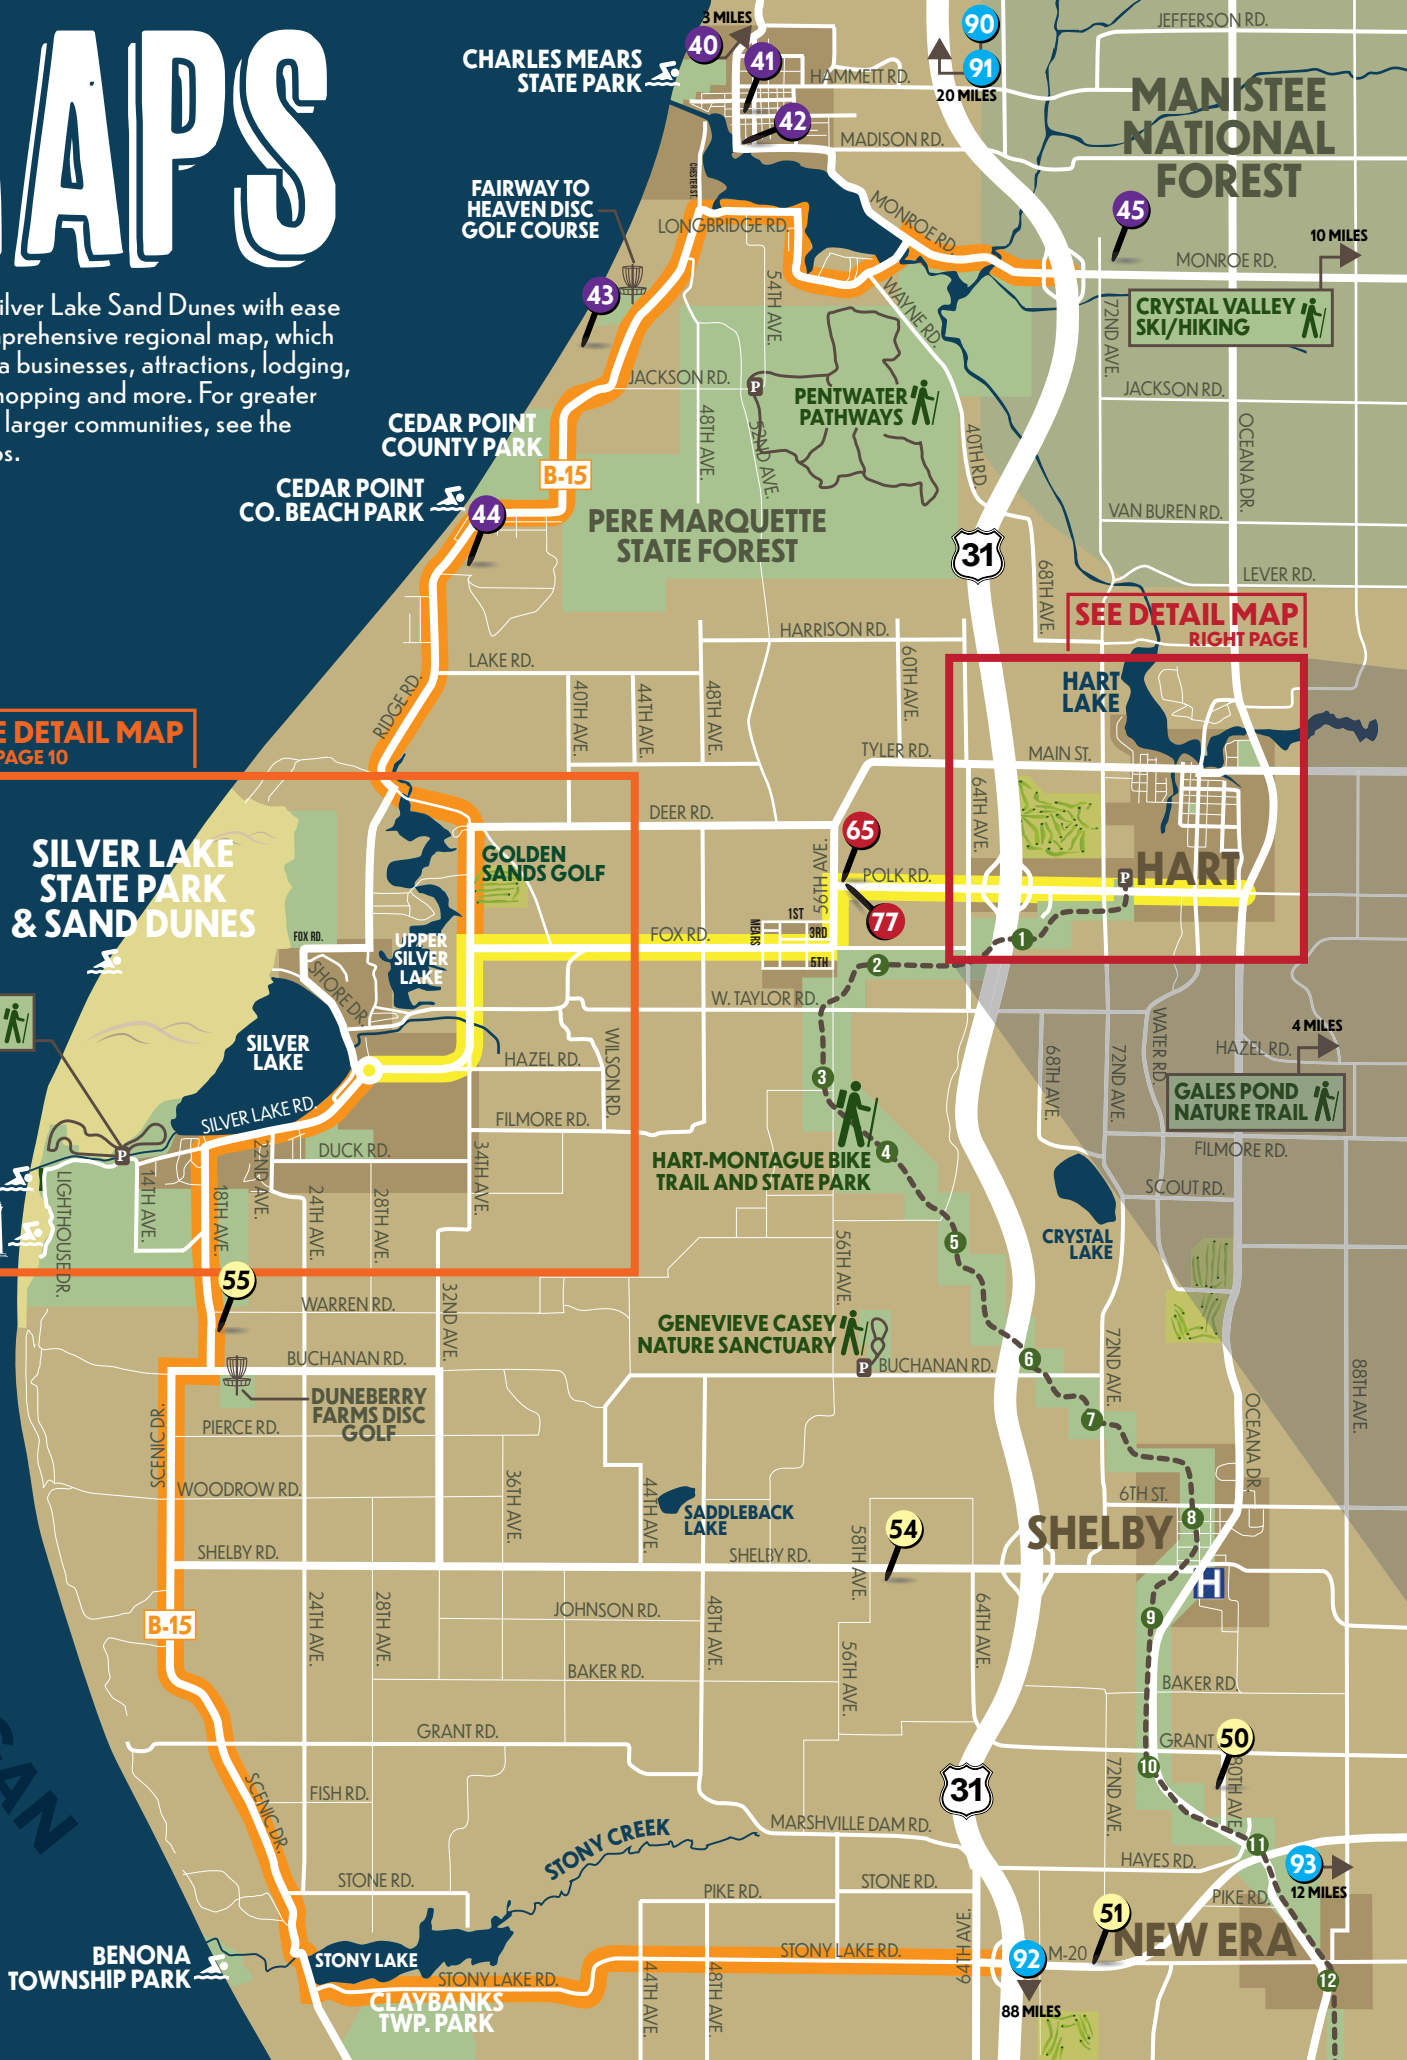 APS
ilver Lake Sand Dunes with ease
prehensive regional map, which
a businesses, attractions, lodging,
hopping and more. For greater
larger communities, see the
os.
3 MILES
40
41
42
CHARLES MEARS
STATE PARK
HAMMETT RD.
MADISON RD.
90
91
20 MILES
JEFFERSON RD.
MANISTEE
NATIONAL
FOREST
CHESTER ST.
FAIRWAY TO
HEAVEN DISC
GOLF COURSE
LONGBRIDGE RD.
MONROE RD.
45
10 MILES
MONROE RD.
43
54TH AVE.
WAYNE RD.
72ND AVE.
CRYSTAL VALLEY
SKI/HIKING
JACKSON RD.
P
PENTWATER
PATHWAYS
JACKSON RD.
CEDAR POINT
COUNTY PARK
48TH AVE.
52ND AVE.
40TH RD.
OCEANA DR.
B-15
CEDAR POINT
CO. BEACH PARK
44
PERE MARQUETTE
STATE FOREST
VAN BUREN RD.
31
68TH AVE.
LEVER RD.
SEE DETAIL MAP
RIGHT PAGE
HARRISON RD.
LAKE RD.
60TH AVE.
HART
LAKE
RIDGE RD.
40TH AVE.
44TH AVE.
48TH AVE.
E DETAIL MAP
PAGE 10
TYLER RD.
MAIN ST.
64TH AVE.
DEER RD.
65
SILVER LAKE
STATE PARK
& SAND DUNES
GOLDEN
SANDS GOLF
56TH AVE.
POLK RD.
P
HART
77
FOX RD.
UPPER
SILVER
LAKE
FOX RD.
MEARS
1ST
3RD
5TH
1
2
SHORE DR.
W. TAYLOR RD.
SILVER
LAKE
HAZEL RD.
WILSON RD.
3
68TH AVE.
72ND AVE.
WATER RD.
4 MILES
HAZEL RD.
GALES POND
NATURE TRAIL
SILVER LAKE RD.
FILMORE RD.
FILMORE RD.
P
22ND AVE.
DUCK RD.
34TH AVE.
HART-MONTAGUE BIKE
TRAIL AND STATE PARK
4
SCOUT RD.
LIGHTHOUSE DR.
14TH AVE.
18TH AVE.
24TH AVE.
28TH AVE.
CRYSTAL
LAKE
5
56TH AVE.
55
WARREN RD.
32ND AVE.
GENEVIEVE CASEY
NATURE SANCTUARY
P
BUCHANAN RD.
BUCHANAN RD.
6
72ND AVE.
88TH AVE.
DUNEBERRY
FARMS DISC
GOLF
SCENIC DR.
PIERCE RD.
7
OCEANA DR.
WOODROW RD.
36TH AVE.
44TH AVE.
SADDLEBACK
LAKE
6TH ST.
54
SHELBY
8
SHELBY RD.
SHELBY RD.
58TH AVE.
H
B-15
24TH AVE.
28TH AVE.
JOHNSON RD.
48TH AVE.
56TH AVE.
64TH AVE.
9
BAKER RD.
BAKER RD.
GRANT RD.
GRANT
50
GAN
SCENIC DR.
FISH RD.
31
72ND AVE.
10
80TH AVE.
STONY CREEK
MARSHVILLE DAM RD.
11
HAYES RD.
93
12 MILES
STONE RD.
PIKE RD.
STONE RD.
PIKE RD.
51
NEW ERA
BENONA
TOWNSHIP PARK
STONY LAKE
STONY LAKE RD.
STONY LAKE RD.
64TH AVE.
92
M-20
12
CLAYBANKS
TWP. PARK
44TH AVE.
48TH AVE.
88 MILES